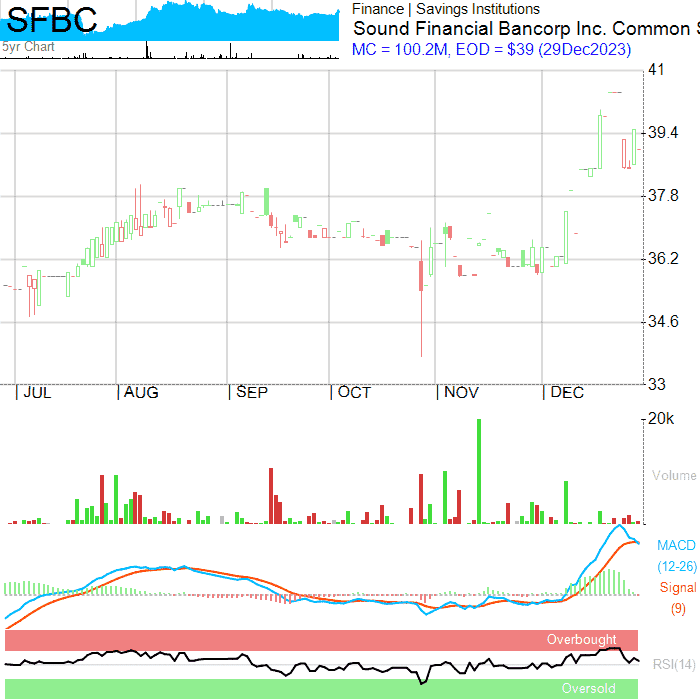 SFBC
5yr Chart
Finance | Savings Institutions
Sound Financial Bancorp Inc. Common S
MC = 100.2M, EOD = $39 (29Dec2023)
41
39.4
37.8
36.2
34.6
33
JUL AUG SEP OCT NOV DEC
20k
Volume
MACD
(12-26)
Signal
(9)
Overbought
RSI(14)
Oversold